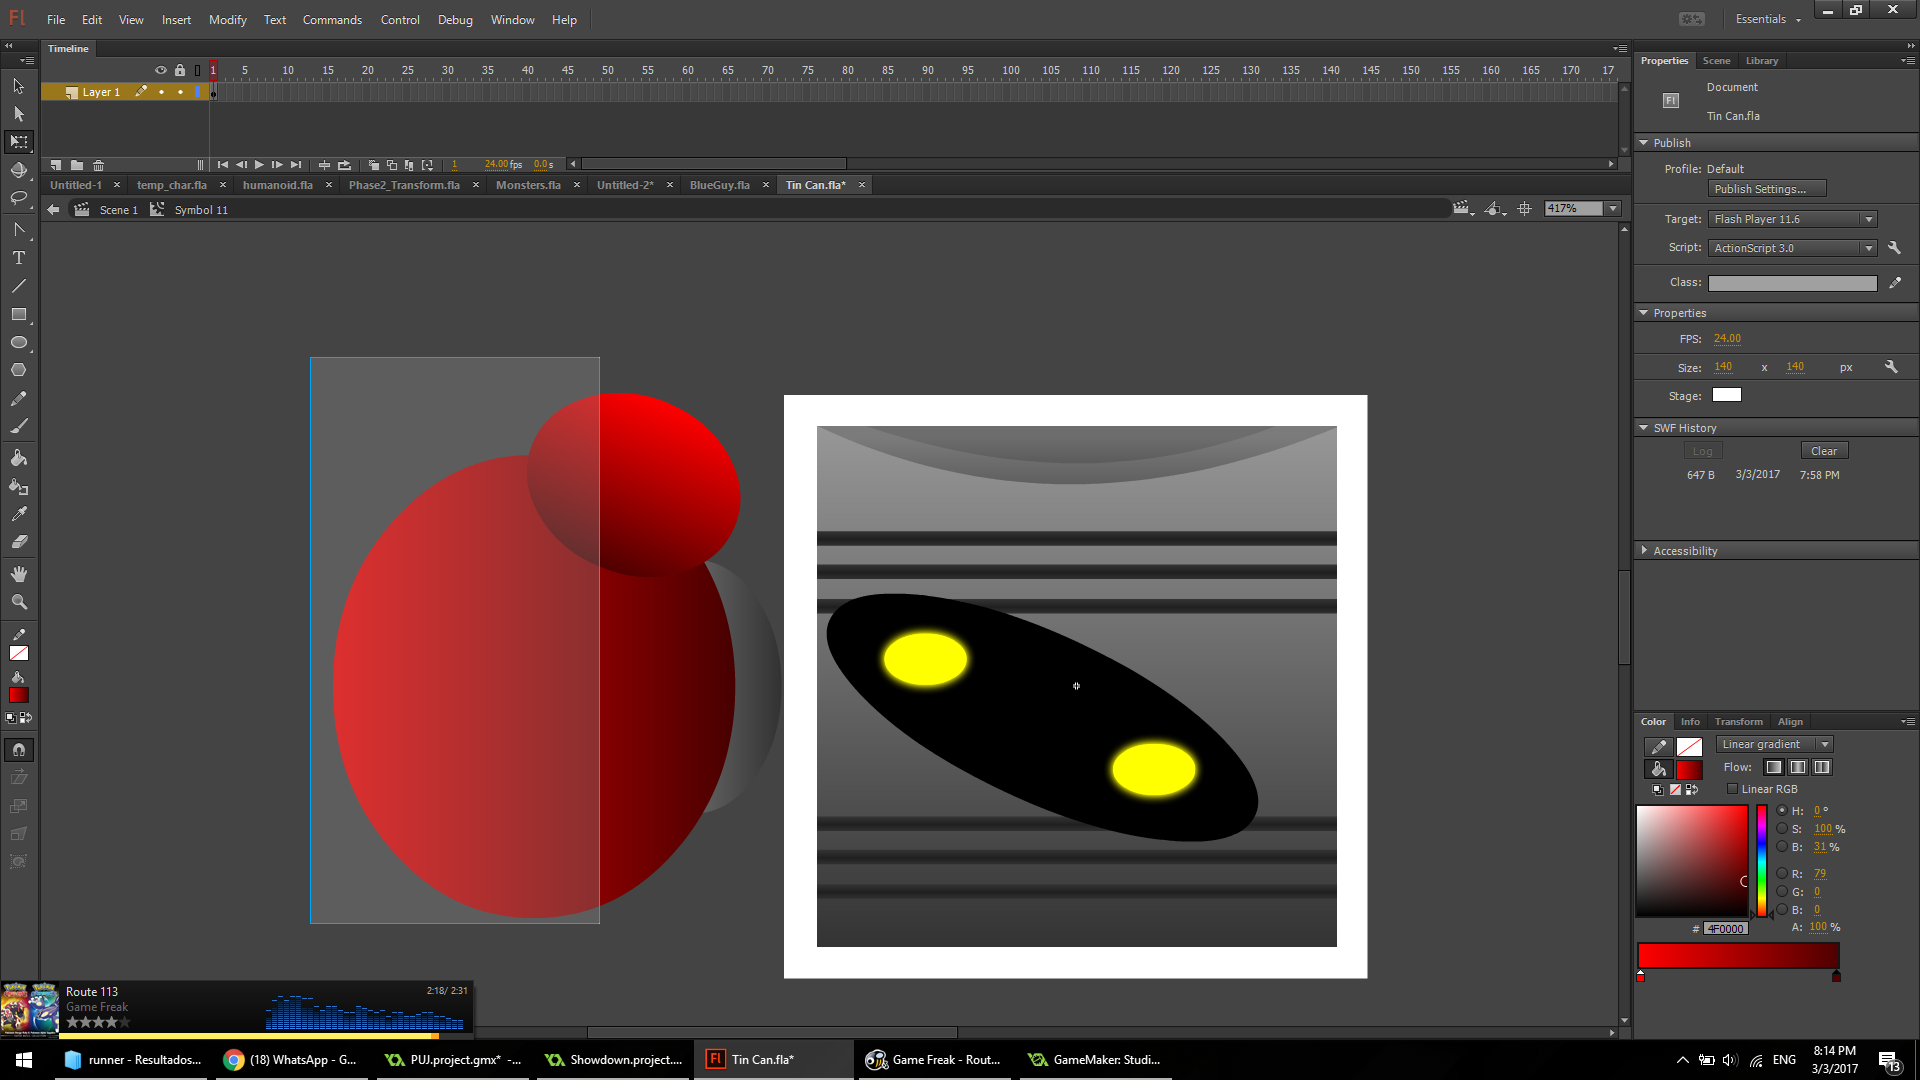 Fl File Edit View Insert Modify Text Commands Control Debug Window Help Essentials
Timeline
1 5 10 15 20 25 30 35 40 45 50 55 60 65 70 75 80 85 90 95 100 105 110 115 120 125 130 135 140 145 150 155 160 165 170 17
Layer 1
1 24.00 fps 0.0 s
Untitled-1 temp_char.fla humanoid.fla Phase2_Transform.fla Monsters.fla Untitled-2* BlueGuy.fla Tin Can.fla*
Scene 1 Symbol 11 417%
Properties Scene Library
Fl Document
Tin Can.fla
Publish
Profile: Default
Publish Settings...
Target: Flash Player 11.6
Script: ActionScript 3.0
Class:
Properties
FPS: 24.00
Size: 140 x 140 px
Stage:
SWF History
Log Clear
647 B 3/3/2017 7:58 PM
Accessibility
Color Info Transform Align
Linear gradient
Flow:
Linear RGB
H: 0 °
S: 100 %
B: 31 %
R: 79
G: 0
B: 0
# 4F0000 A: 100 %
Route 113 2:18/ 2:31
Game Freak
runner - Resultados... (18) WhatsApp - G... PUJ.project.gmx* -... Showdown.project.... Fl Tin Can.fla* Game Freak - Rout... GameMaker: Studi... ENG 8:14 PM
3/3/2017 13